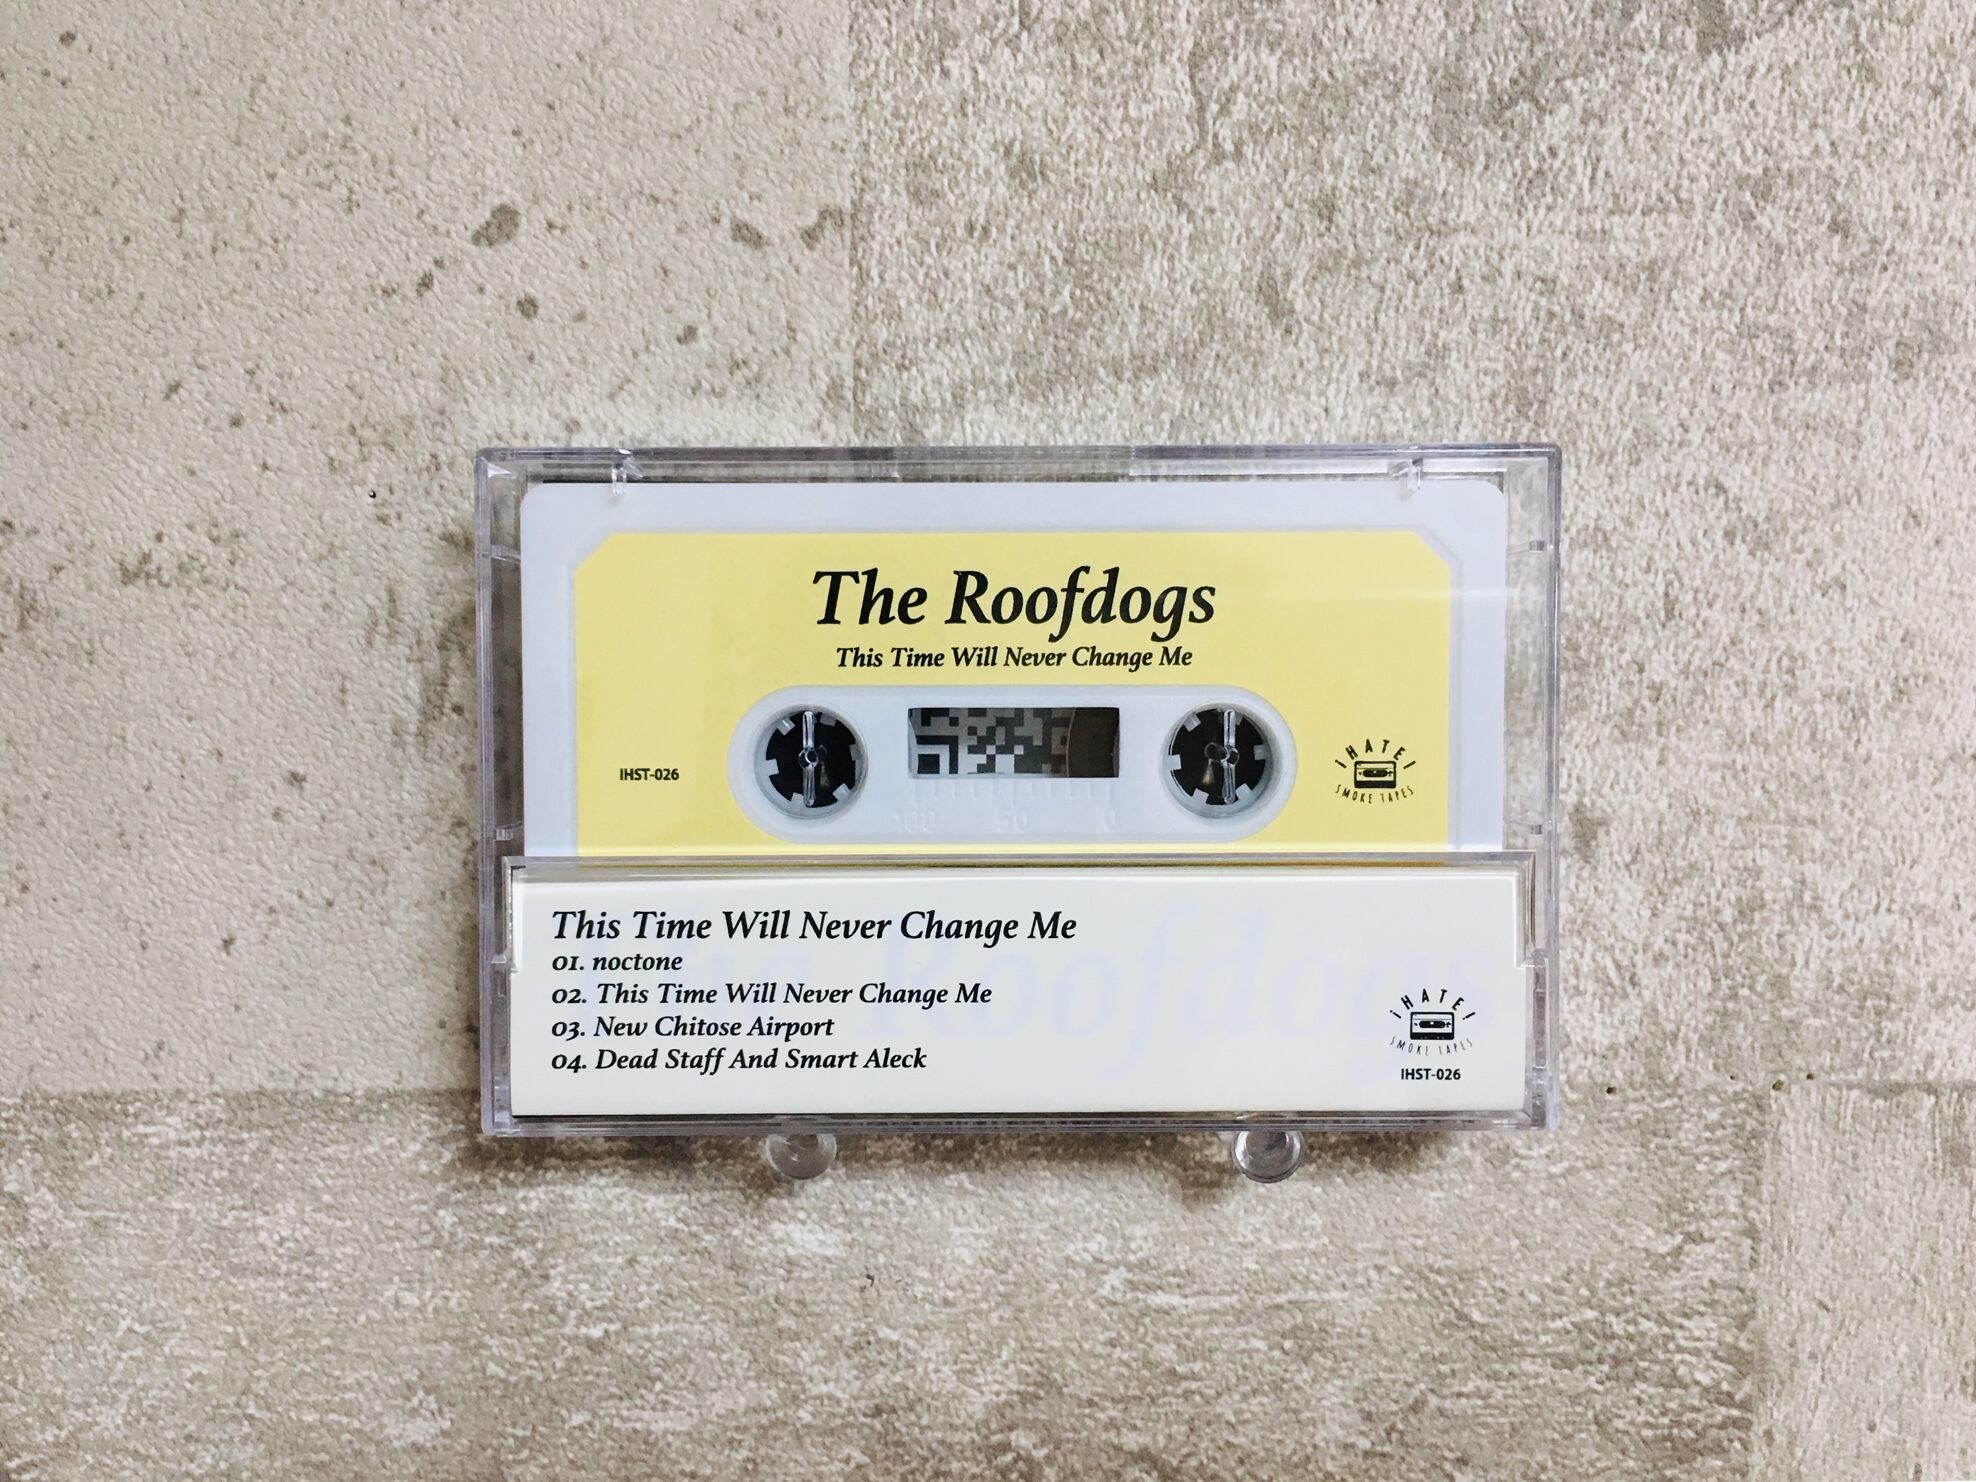 The Roofdogs
This Time Will Never Change Me
IHST-026
¡HATE!
SMOKE TAPES
100 50 0
This Time Will Never Change Me
01. noctone
02. This Time Will Never Change Me
03. New Chitose Airport
04. Dead Staff And Smart Aleck
The Roofdogs
¡HATE!
SMOKE TAPES
IHST-026